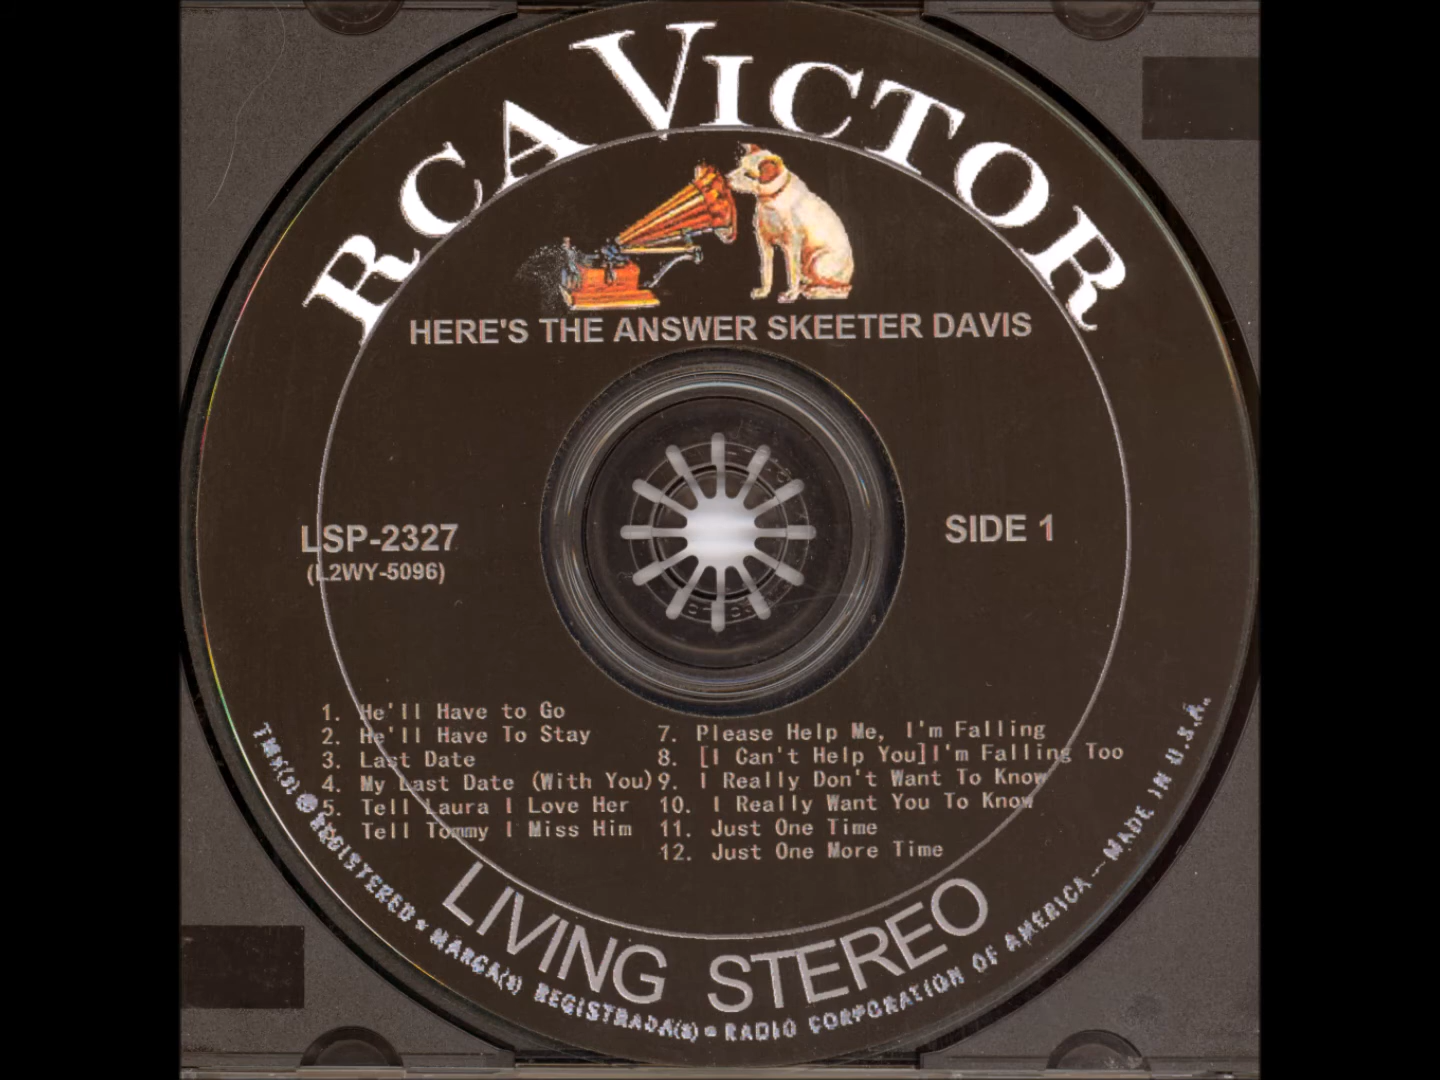 RCA VICTOR
HERE'S THE ANSWER SKEETER DAVIS
LSP-2327
(L2WY-5096)
SIDE 1
1. He'll Have to Go
2. He'll Have To Stay
3. Last Date
4. My Last Date (With You)
5. Tell Laura I Love Her
Tell Tommy I Miss Him
7. Please Help Me, I'm Falling
8. [I Can't Help You]I'm Falling Too
9. I Really Don't Want To Know
10. I Really Want You To Know
11. Just One Time
12. Just One More Time
LIVING STEREO
TMK(S) ® REGISTERED • MARCA(S) REGISTRADA(S) • RADIO CORPORATION OF AMERICA — MADE IN U.S.A.